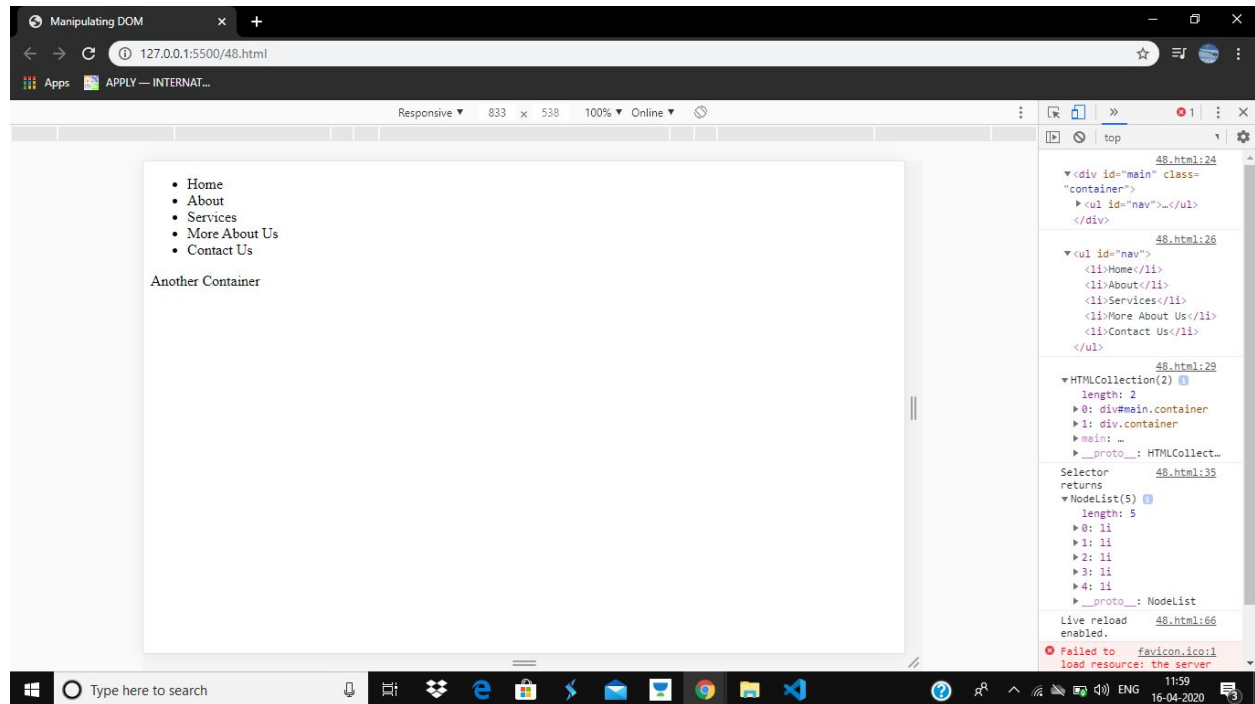 Manipulating DOM
127.0.0.1:5500/48.html
Apps APPLY — INTERNAT...
Responsive ▼ 833 × 538 100% ▼ Online ▼
1
top
Home
About
Services
More About Us
Contact Us
Another Container
48.html:24
▼<div id="main" class=
"container">
▶<ul id="nav">…</ul>
</div>
48.html:26
▼<ul id="nav">
<li>Home</li>
<li>About</li>
<li>Services</li>
<li>More About Us</li>
<li>Contact Us</li>
</ul>
48.html:29
▼HTMLCollection(2)
length: 2
▶0: div#main.container
▶1: div.container
▶main: …
▶__proto__: HTMLCollect…
Selector 48.html:35
returns
▼NodeList(5)
length: 5
▶0: li
▶1: li
▶2: li
▶3: li
▶4: li
▶__proto__: NodeList
Live reload 48.html:66
enabled.
Failed to favicon.ico:1
load resource: the server
Type here to search
ENG
11:59
16-04-2020
3